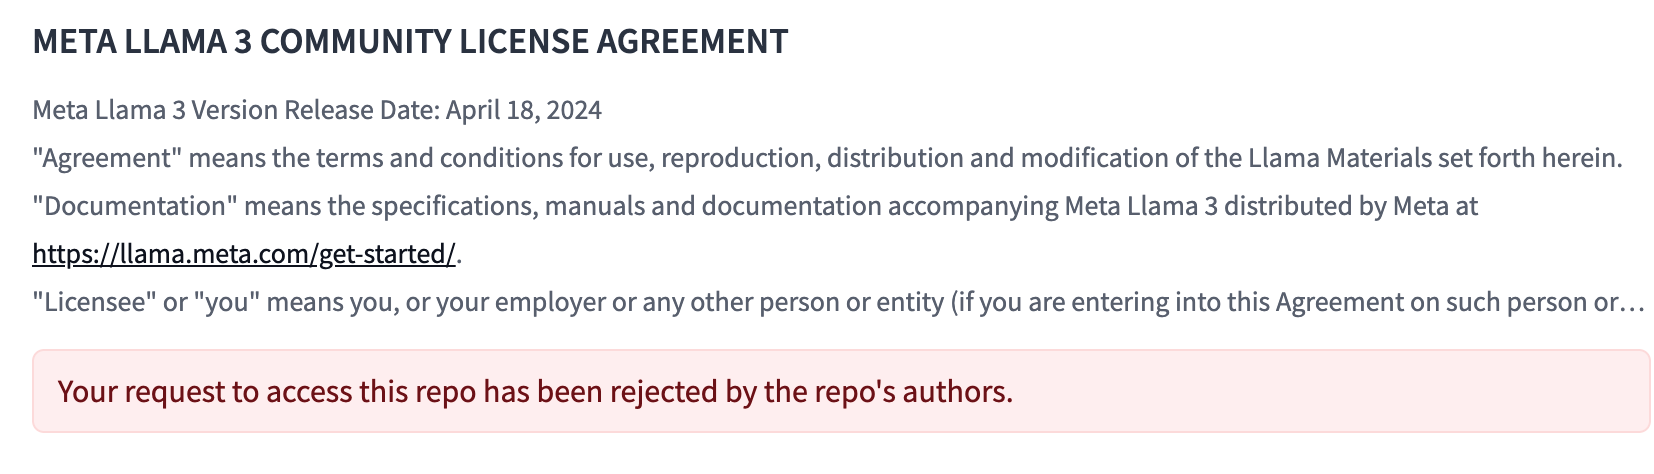 META LLAMA 3 COMMUNITY LICENSE AGREEMENT
Meta Llama 3 Version Release Date: April 18, 2024
"Agreement" means the terms and conditions for use, reproduction, distribution and modification of the Llama Materials set forth herein.
"Documentation" means the specifications, manuals and documentation accompanying Meta Llama 3 distributed by Meta at
https://llama.meta.com/get-started/.
"Licensee" or "you" means you, or your employer or any other person or entity (if you are entering into this Agreement on such person or…
Your request to access this repo has been rejected by the repo's authors.